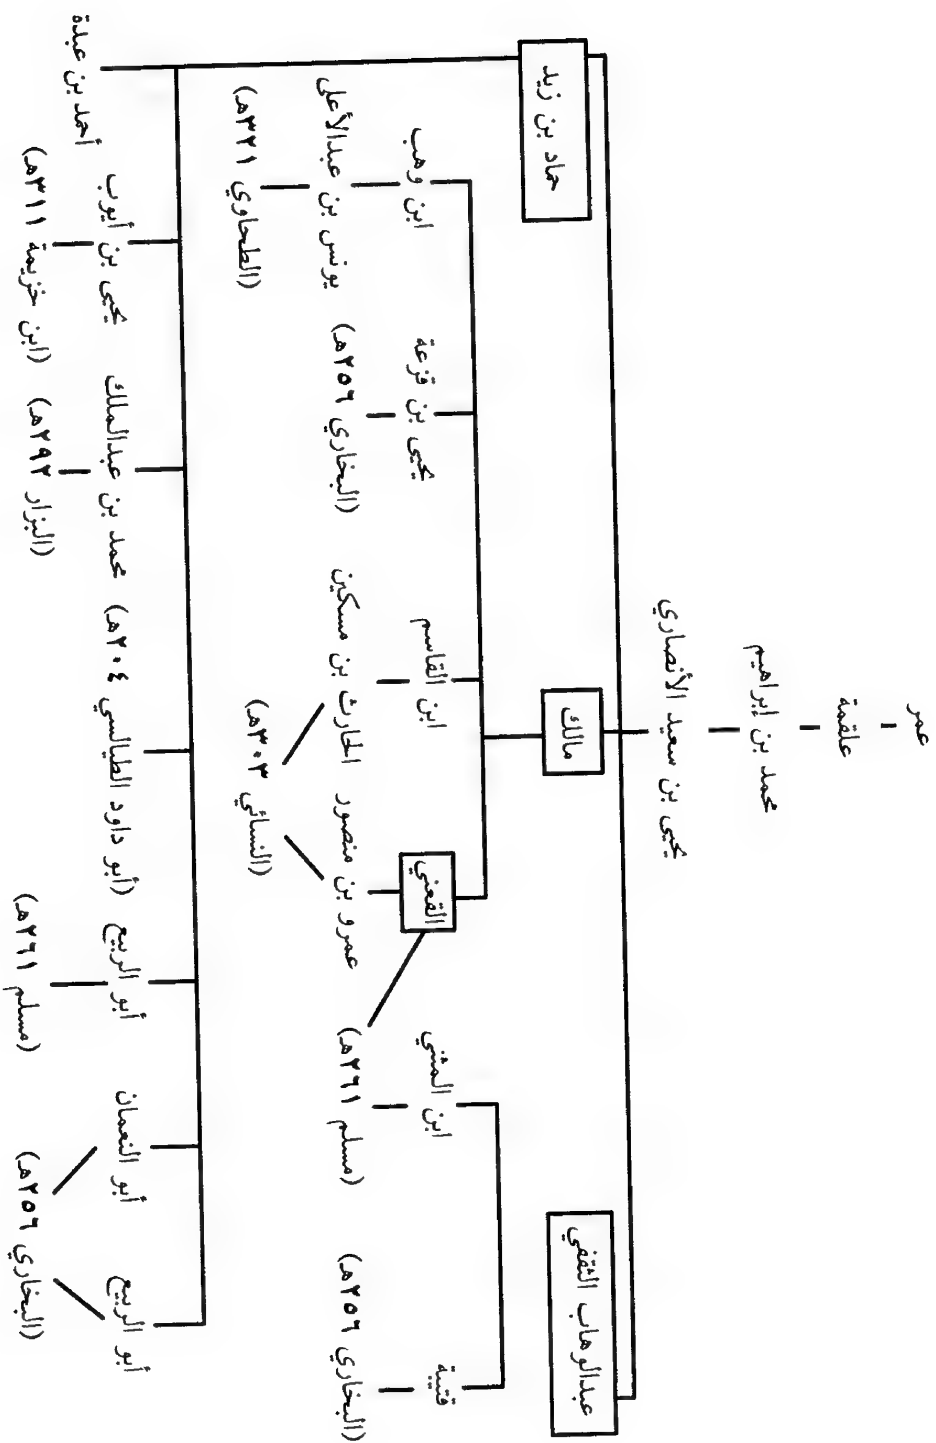 عمر
علقمة
محمد بن إبراهيم
يحيى بن سعيد الأنصاري
عبدالوهاب الثقفي
مالك
حماد بن زيد
قتيبة
ابن المثني
القعنبي
ابن القاسم
يحيى بن قزعة
ابن وهب
(البخاري ٢٥٦هـ)
(مسلم ٢٦١هـ)
عمرو بن منصور
الحارث بن مسكين
(البخاري ٢٥٦هـ)
يونس بن عبدالأعلى
(النسائي ٣٠٣هـ)
(الطحاوي ٣٢١هـ)
أبو الربيع
أبو النعمان
أبو الربيع
(أبو داود الطيالسي ٢٠٤هـ)
محمد بن عبدالملك
يحيى بن أيوب
أحمد بن عبدة
(البخاري ٢٥٦هـ)
(مسلم ٢٦١هـ)
(البزار ٢٩٢هـ)
(ابن خزيمة ٣١١هـ)